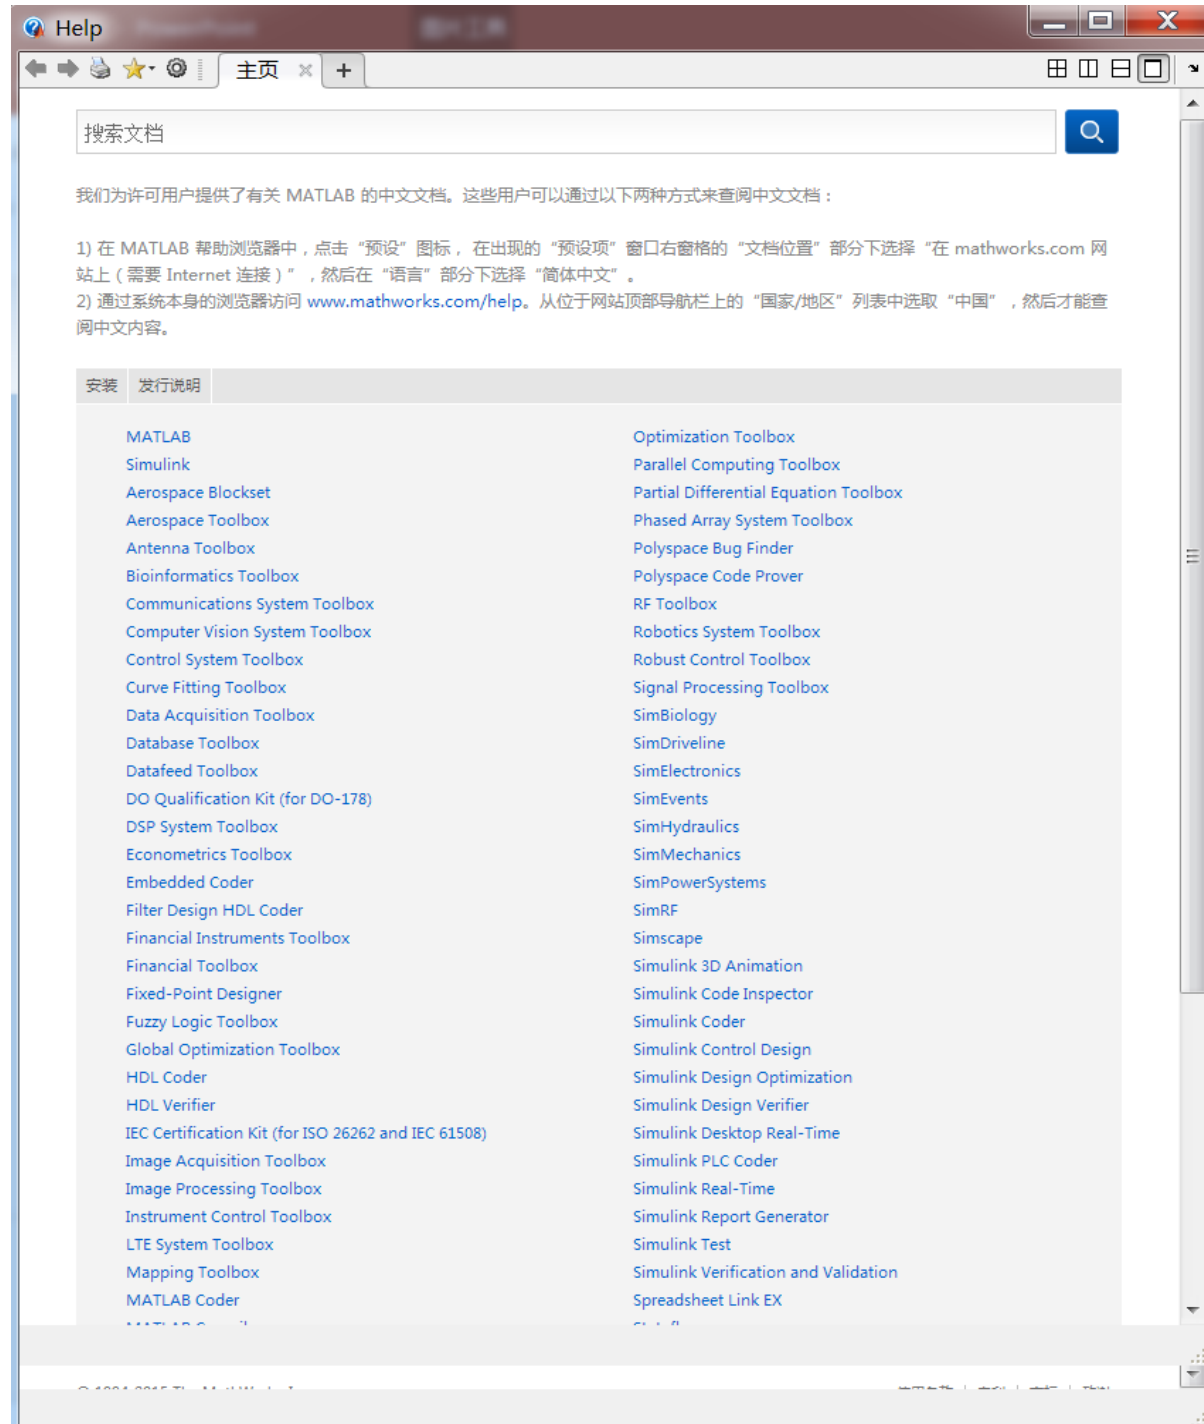 Help
主页
搜索文档
我们为许可用户提供了有关 MATLAB 的中文文档。这些用户可以通过以下两种方式来查阅中文文档：
1) 在 MATLAB 帮助浏览器中，点击“预设”图标， 在出现的“预设项”窗口右窗格的“文档位置”部分下选择“在 mathworks.com 网
站上（需要 Internet 连接）”，然后在“语言”部分下选择“简体中文”。
2) 通过系统本身的浏览器访问 www.mathworks.com/help。从位于网站顶部导航栏上的“国家/地区”列表中选取“中国”，然后才能查
阅中文内容。
安装 发行说明
MATLAB
Simulink
Aerospace Blockset
Aerospace Toolbox
Antenna Toolbox
Bioinformatics Toolbox
Communications System Toolbox
Computer Vision System Toolbox
Control System Toolbox
Curve Fitting Toolbox
Data Acquisition Toolbox
Database Toolbox
Datafeed Toolbox
DO Qualification Kit (for DO-178)
DSP System Toolbox
Econometrics Toolbox
Embedded Coder
Filter Design HDL Coder
Financial Instruments Toolbox
Financial Toolbox
Fixed-Point Designer
Fuzzy Logic Toolbox
Global Optimization Toolbox
HDL Coder
HDL Verifier
IEC Certification Kit (for ISO 26262 and IEC 61508)
Image Acquisition Toolbox
Image Processing Toolbox
Instrument Control Toolbox
LTE System Toolbox
Mapping Toolbox
MATLAB Coder
Optimization Toolbox
Parallel Computing Toolbox
Partial Differential Equation Toolbox
Phased Array System Toolbox
Polyspace Bug Finder
Polyspace Code Prover
RF Toolbox
Robotics System Toolbox
Robust Control Toolbox
Signal Processing Toolbox
SimBiology
SimDriveline
SimElectronics
SimEvents
SimHydraulics
SimMechanics
SimPowerSystems
SimRF
Simscape
Simulink 3D Animation
Simulink Code Inspector
Simulink Coder
Simulink Control Design
Simulink Design Optimization
Simulink Design Verifier
Simulink Desktop Real-Time
Simulink PLC Coder
Simulink Real-Time
Simulink Report Generator
Simulink Test
Simulink Verification and Validation
Spreadsheet Link EX